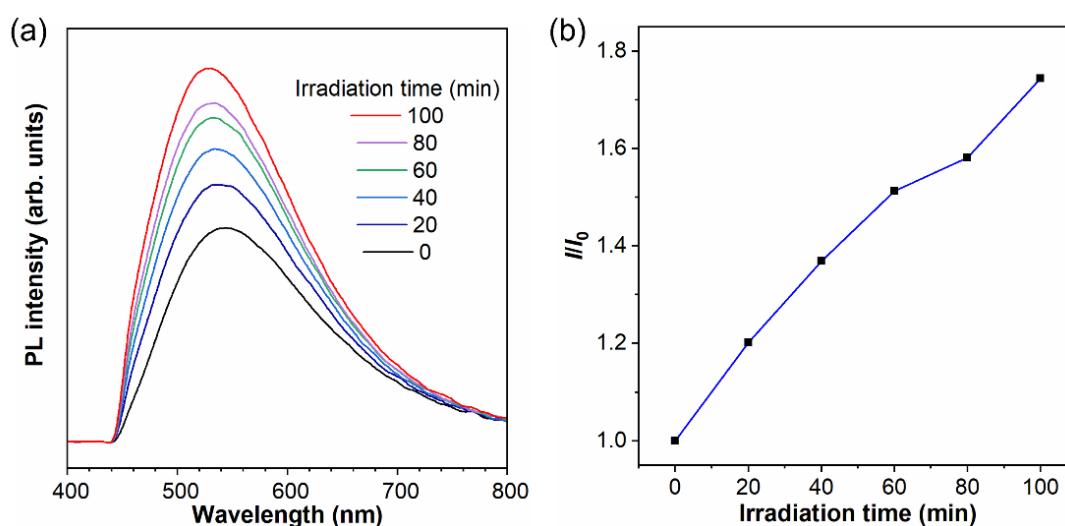 (a)
PL intensity (arb. units)
Irradiation time (min)
100
80
60
40
20
0
400 500 600 700 800
Wavelength (nm)
(b)
I/I0
1.8
1.6
1.4
1.2
1.0
0 20 40 60 80 100
Irradiation time (min)